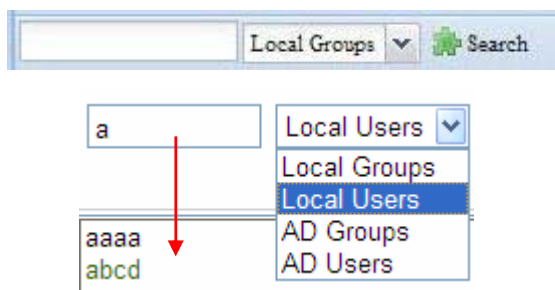 Local Groups Search
a Local Users
Local Groups
Local Users
AD Groups
AD Users
aaaa
abcd